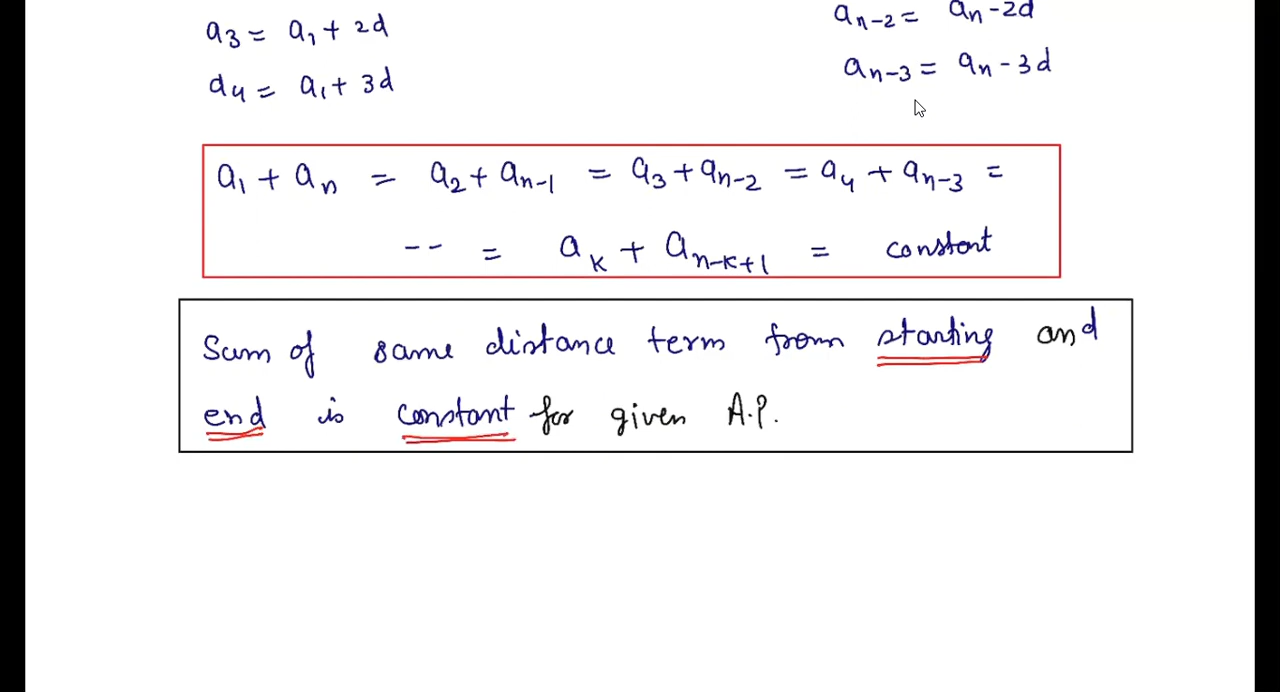 a₃ = a₁ + 2d
aₙ₋₂ = aₙ - 2d
a₄ = a₁ + 3d
aₙ₋₃ = aₙ - 3d
a₁ + aₙ = a₂ + aₙ₋₁ = a₃ + aₙ₋₂ = a₄ + aₙ₋₃ =
-- = aₖ + aₙ₋ₖ₊₁ = constant
Sum of same distance term from starting and
end is constant for given A.P.